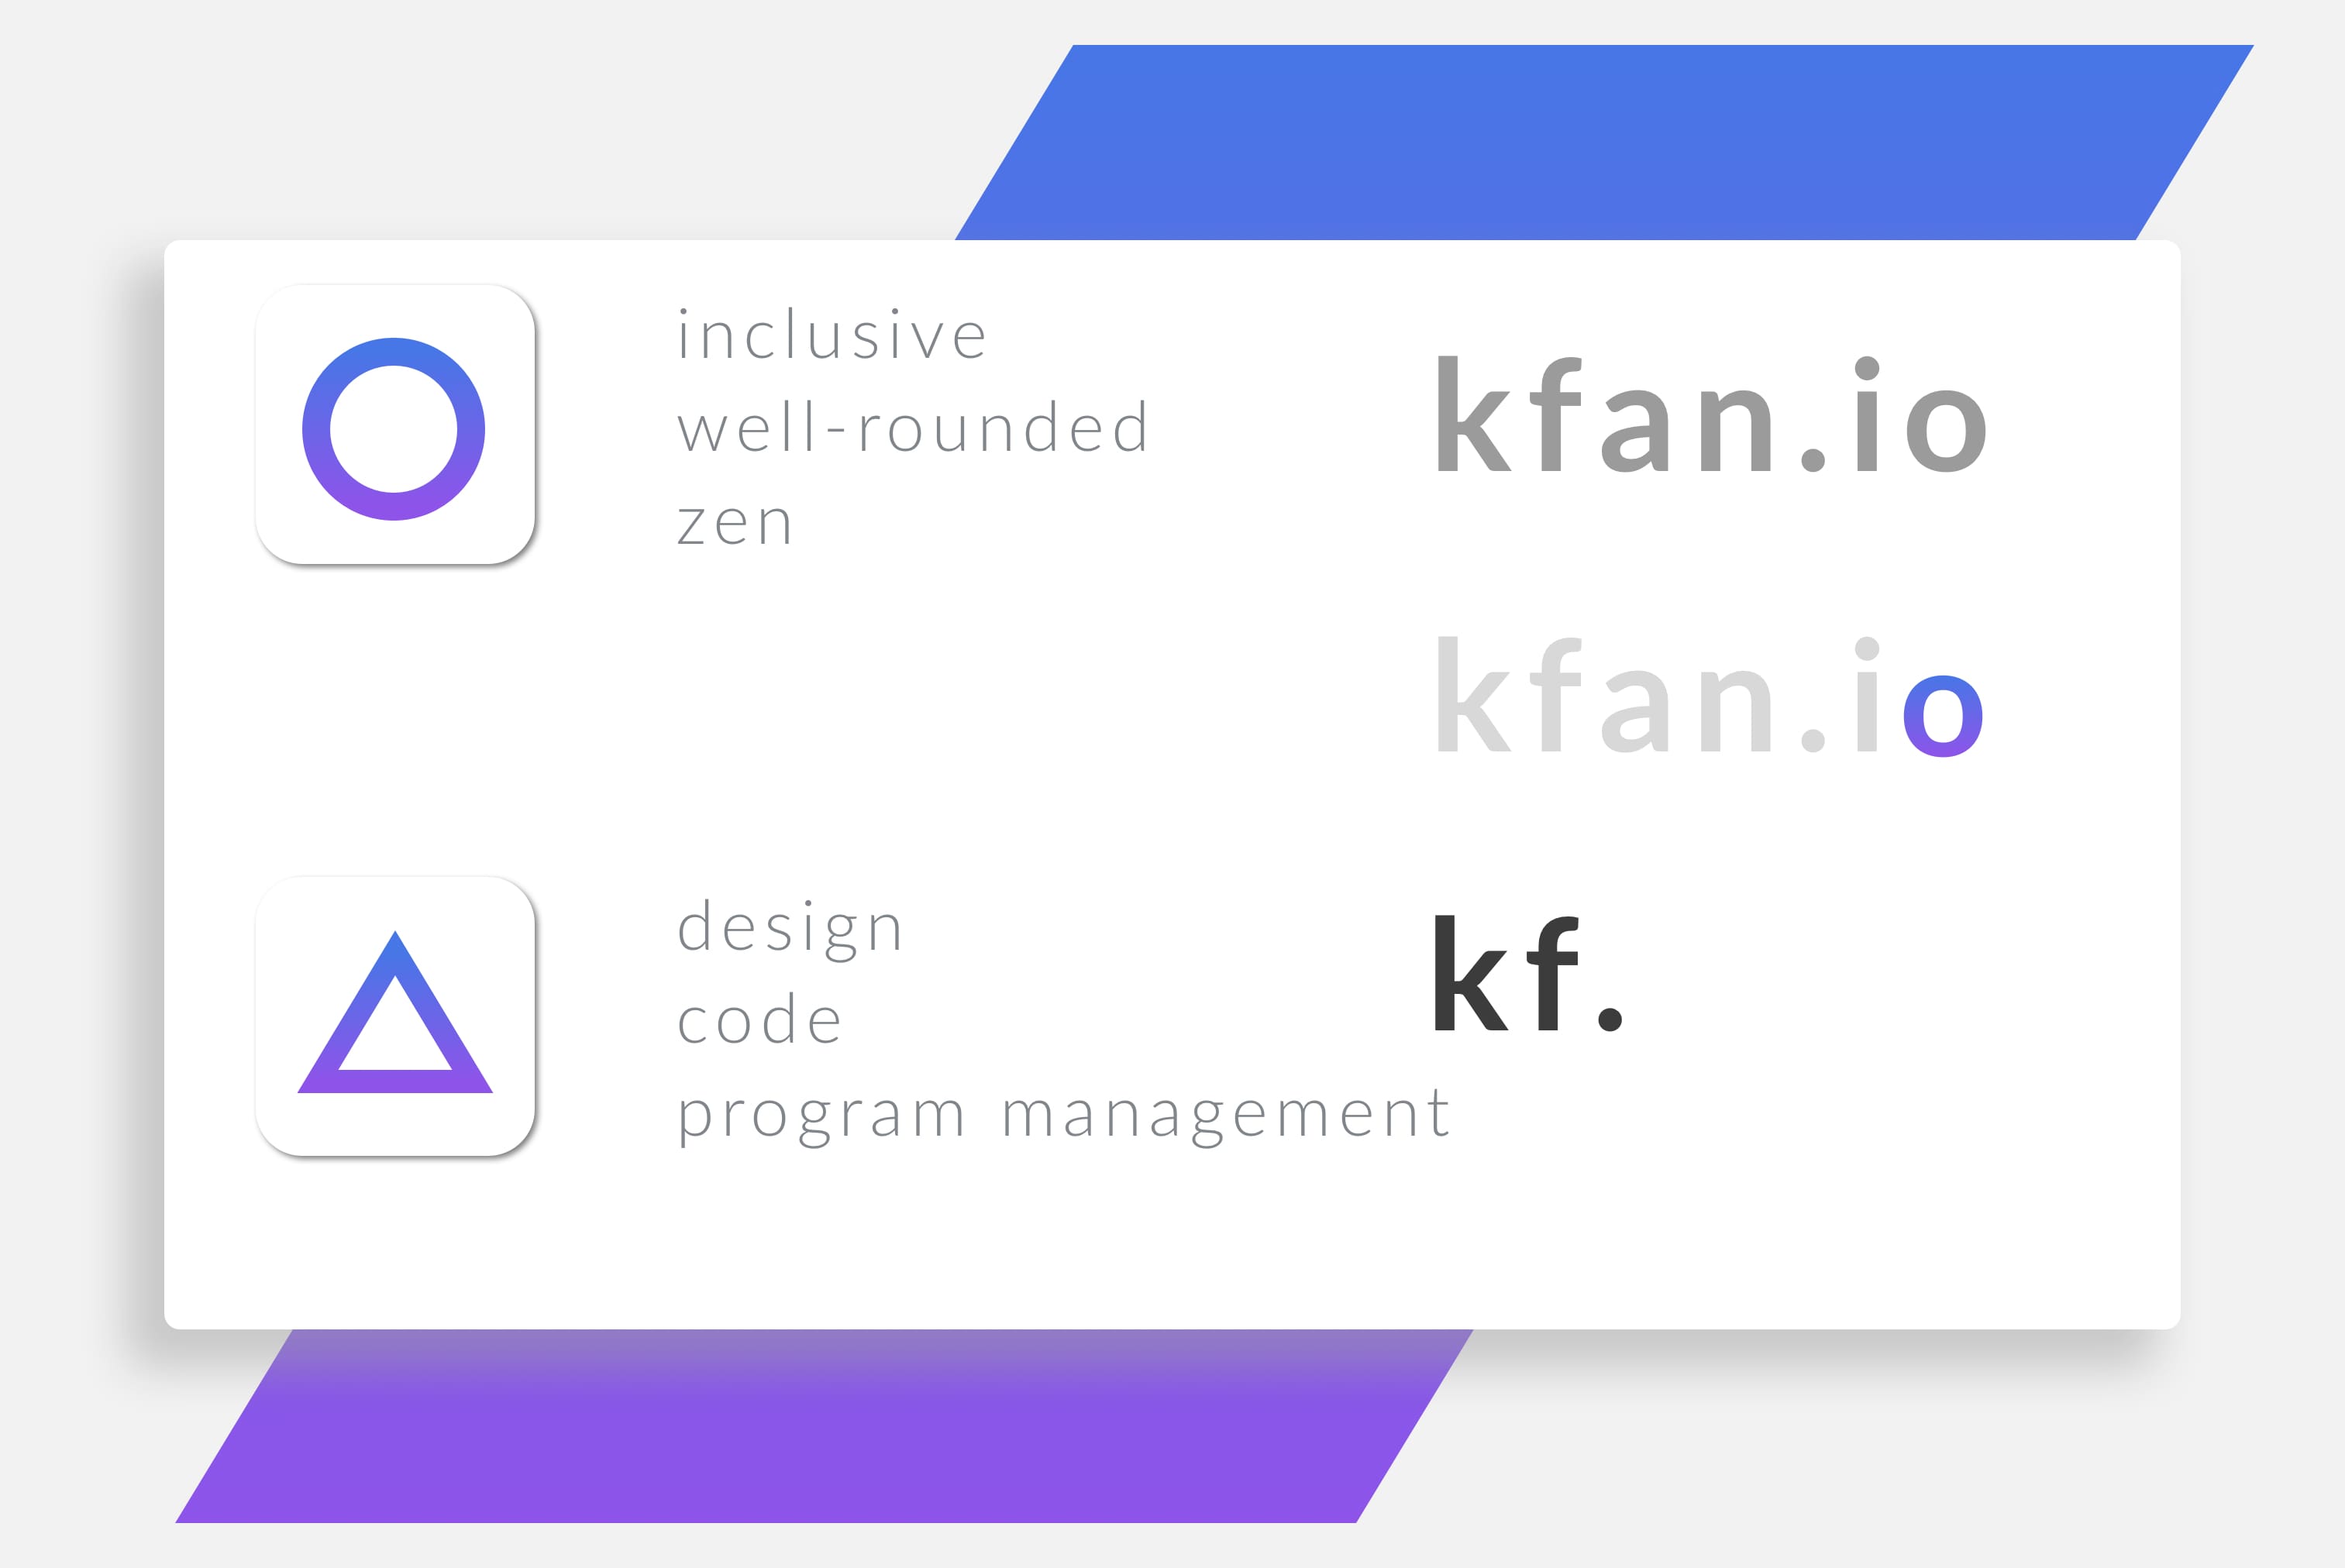 inclusive
well-rounded
zen
kfan.io
kfan.io
design
code
program management
kf.